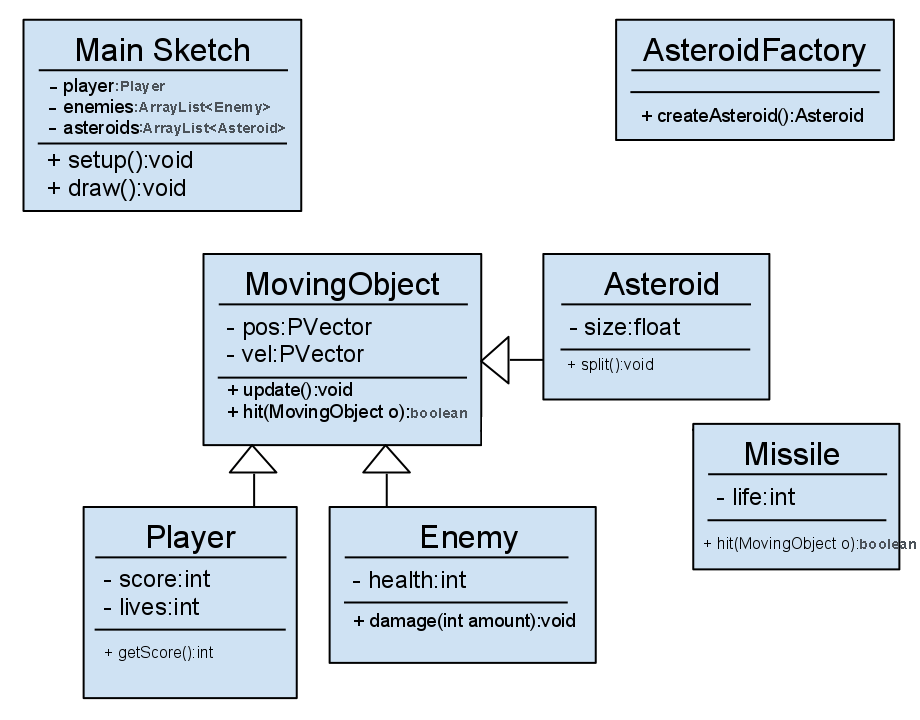 Main Sketch
- player:Player
- enemies:ArrayList<Enemy>
- asteroids:ArrayList<Asteroid>
+ setup():void
+ draw():void
AsteroidFactory
+ createAsteroid():Asteroid
MovingObject
- pos:PVector
- vel:PVector
+ update():void
+ hit(MovingObject o):boolean
Asteroid
- size:float
+ split():void
Missile
- life:int
+ hit(MovingObject o):boolean
Player
- score:int
- lives:int
+ getScore():int
Enemy
- health:int
+ damage(int amount):void